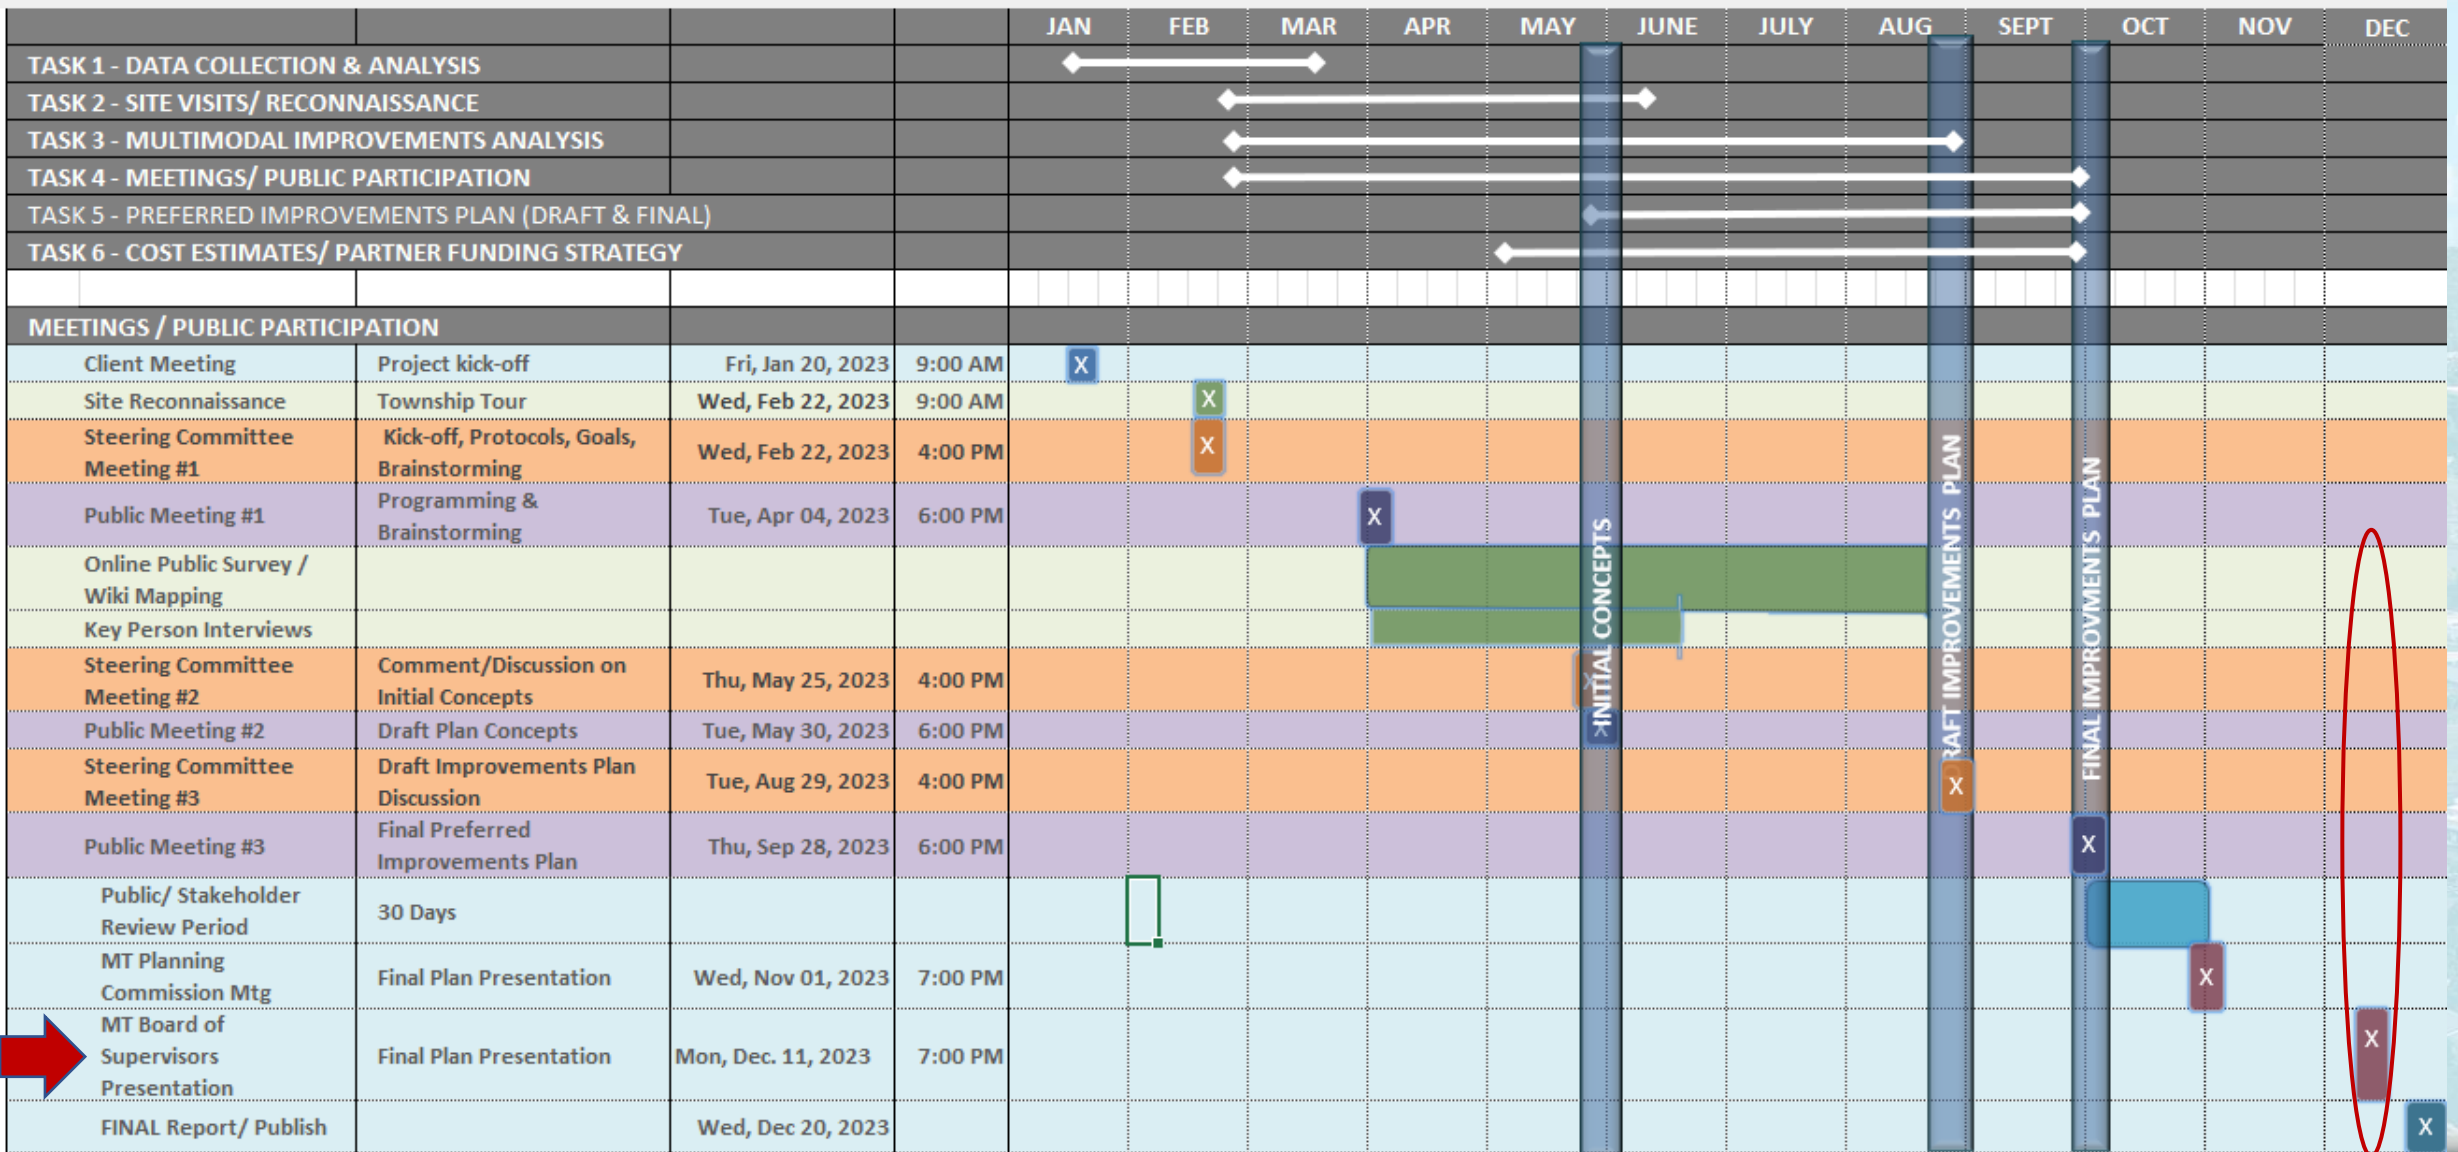 JAN FEB MAR APR MAY JUNE JULY AUG SEPT OCT NOV DEC
TASK 1 - DATA COLLECTION & ANALYSIS
TASK 2 - SITE VISITS/ RECONNAISSANCE
TASK 3 - MULTIMODAL IMPROVEMENTS ANALYSIS
TASK 4 - MEETINGS/ PUBLIC PARTICIPATION
TASK 5 - PREFERRED IMPROVEMENTS PLAN (DRAFT & FINAL)
TASK 6 - COST ESTIMATES/ PARTNER FUNDING STRATEGY
MEETINGS / PUBLIC PARTICIPATION
Client Meeting Project kick-off Fri, Jan 20, 2023 9:00 AM X
Site Reconnaissance Township Tour Wed, Feb 22, 2023 9:00 AM X
Steering Committee
Meeting #1
Kick-off, Protocols, Goals,
Brainstorming
Wed, Feb 22, 2023 4:00 PM X
Public Meeting #1
Programming &
Brainstorming
Tue, Apr 04, 2023 6:00 PM X
Online Public Survey /
Wiki Mapping
Key Person Interviews
Steering Committee
Meeting #2
Comment/Discussion on
Initial Concepts
Thu, May 25, 2023 4:00 PM X
Public Meeting #2 Draft Plan Concepts Tue, May 30, 2023 6:00 PM X
Steering Committee
Meeting #3
Draft Improvements Plan
Discussion
Tue, Aug 29, 2023 4:00 PM X
Public Meeting #3
Final Preferred
Improvements Plan
Thu, Sep 28, 2023 6:00 PM X
Public/ Stakeholder
Review Period
30 Days
MT Planning
Commission Mtg
Final Plan Presentation Wed, Nov 01, 2023 7:00 PM X
MT Board of
Supervisors
Presentation
Final Plan Presentation Mon, Dec. 11, 2023 7:00 PM X
FINAL Report/ Publish Wed, Dec 20, 2023 X
INITIAL CONCEPTS
DRAFT IMPROVEMENTS PLAN
FINAL IMPROVMENTS PLAN